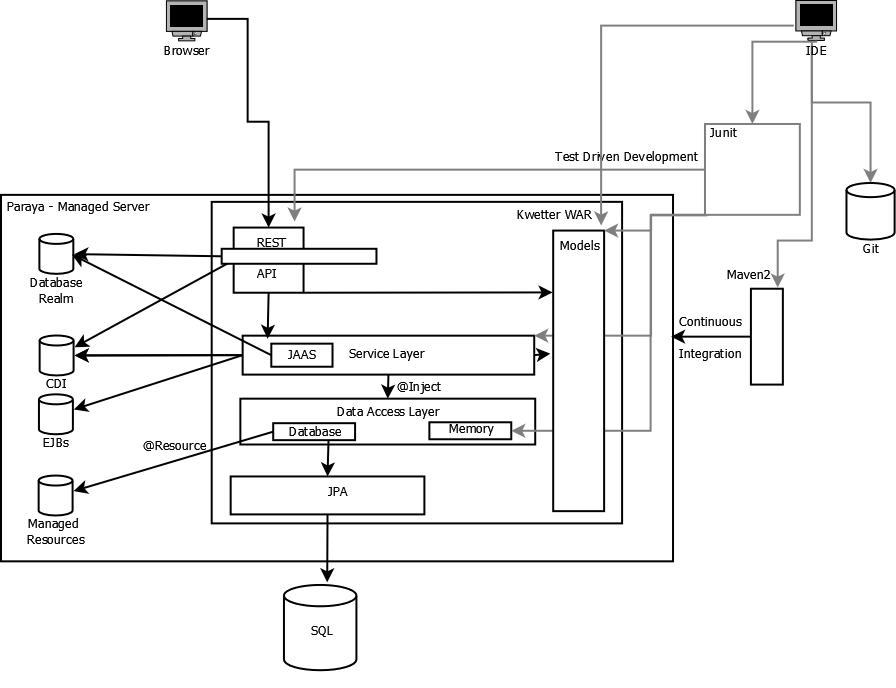 Browser
IDE
Junit
Test Driven Development
Paraya - Managed Server
Kwetter WAR
REST
Models
Git
API
Database
Realm
Maven2
Continuous
Integration
JAAS
Service Layer
CDI
@Inject
Data Access Layer
Database
Memory
EJBs
@Resource
JPA
Managed
Resources
SQL